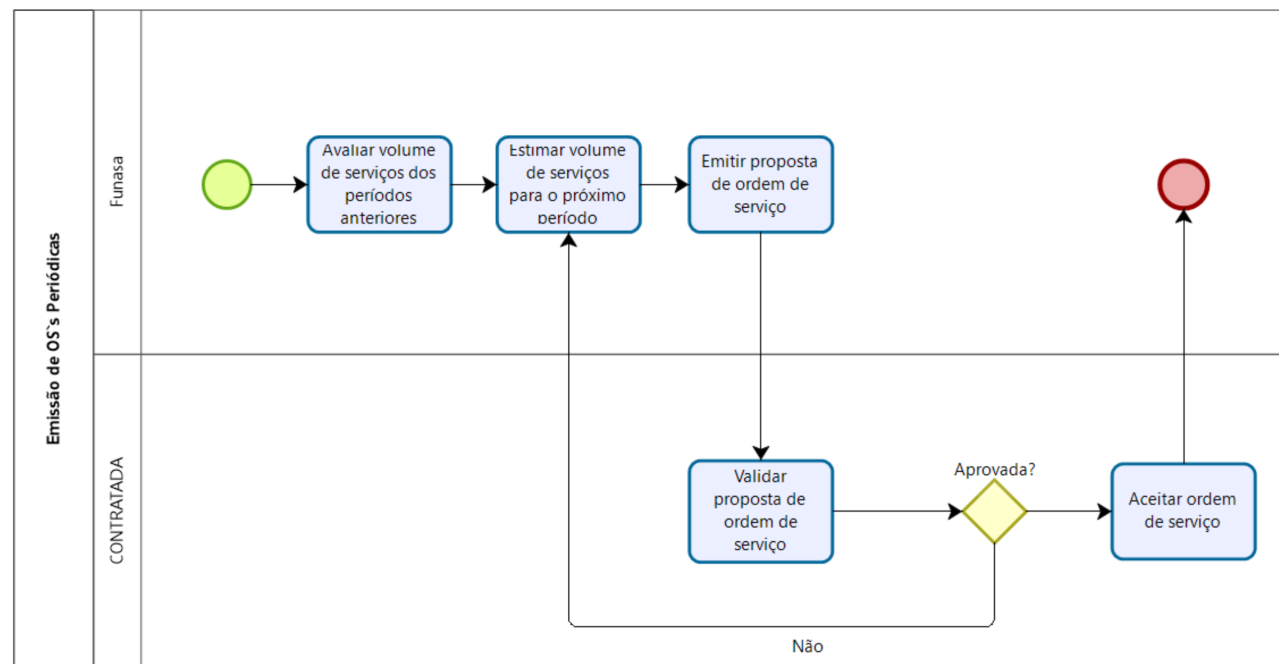 Emissão de OS`s Periódicas
Funasa
Avaliar volume
de serviços dos
períodos
anteriores
Estimar volume
de serviços
para o próximo
período
Emitir proposta
de ordem de
serviço
CONTRATADA
Validar
proposta de
ordem de
serviço
Aprovada?
Aceitar ordem
de serviço
Não